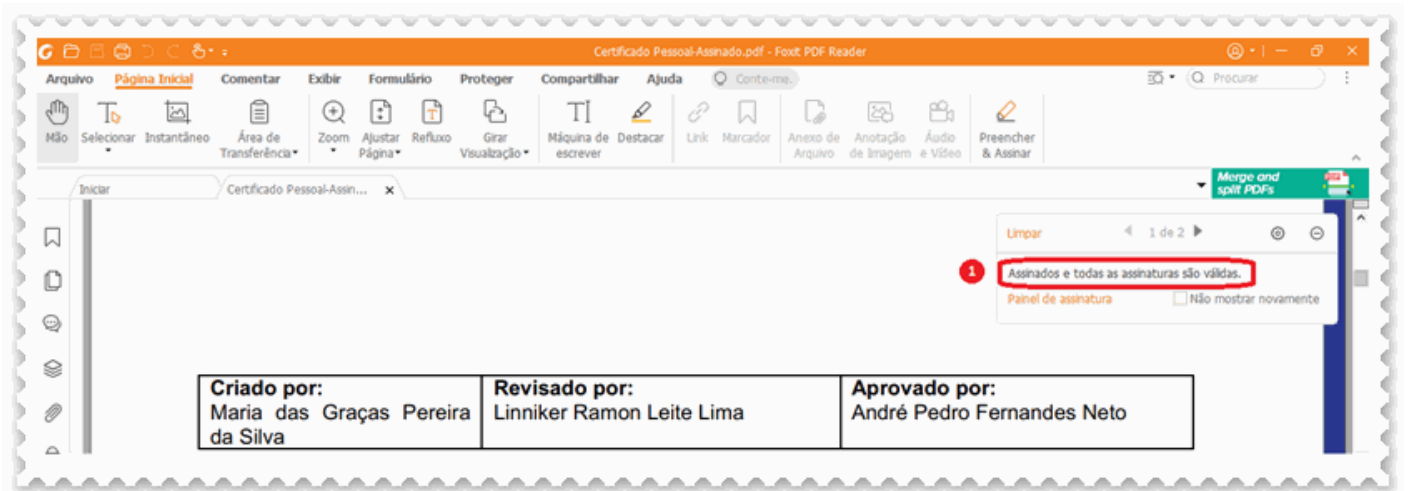 Certificado Pessoal-Assinado.pdf - Foxit PDF Reader
Arquivo Página Inicial Comentar Exibir Formulário Proteger Compartilhar Ajuda Conte-me. Procurar
Mão Selecionar Instantâneo Área de Transferência Zoom Ajustar Página Refluxo Girar Visualização Máquina de escrever Destacar Link Marcador Anexo de Arquivo Anotação de Imagem Áudio e Vídeo Preencher & Assinar
Iniciar Certificado Pessoal-Assin... x
Merge and
split PDFs
Limpar 1 de 2
1 Assinados e todas as assinaturas são válidas.
Painel de assinatura Não mostrar novamente
Criado por:
Maria das Graças Pereira
da Silva
Revisado por:
Linniker Ramon Leite Lima
Aprovado por:
André Pedro Fernandes Neto